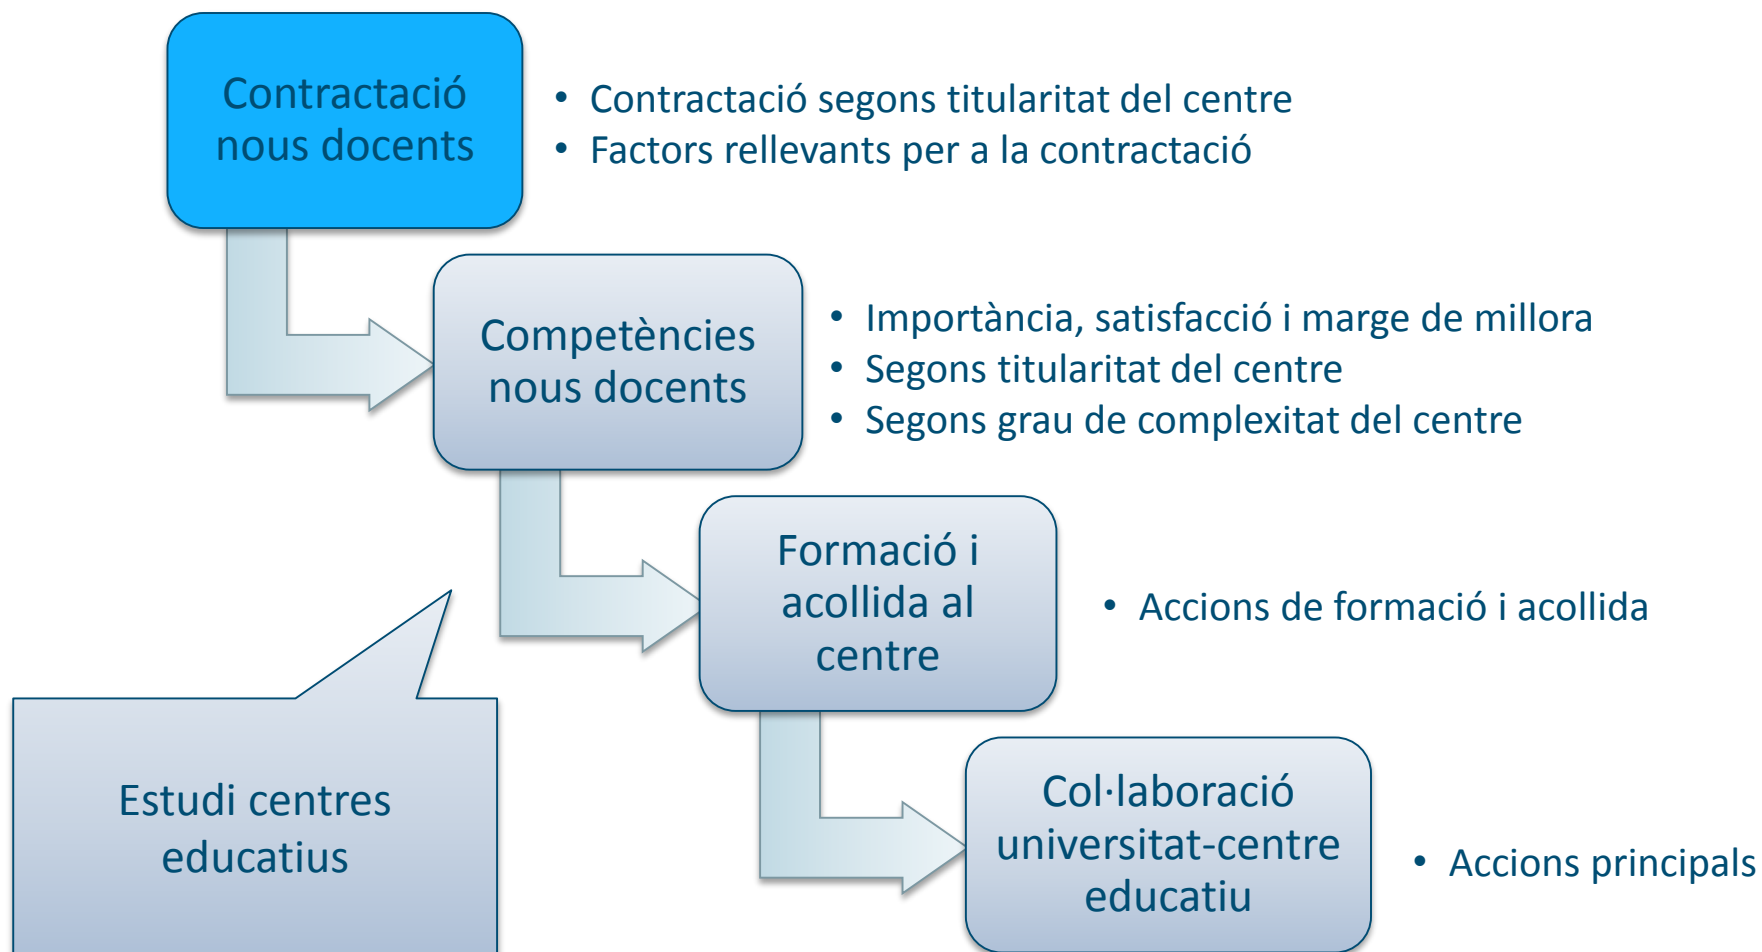 Contractació
nous docents
• Contractació segons titularitat del centre
• Factors rellevants per a la contractació
Competències
nous docents
• Importància, satisfacció i marge de millora
• Segons titularitat del centre
• Segons grau de complexitat del centre
Formació i
acollida al
centre
• Accions de formació i acollida
Estudi centres
educatius
Col·laboració
universitat-centre
educatiu
• Accions principals